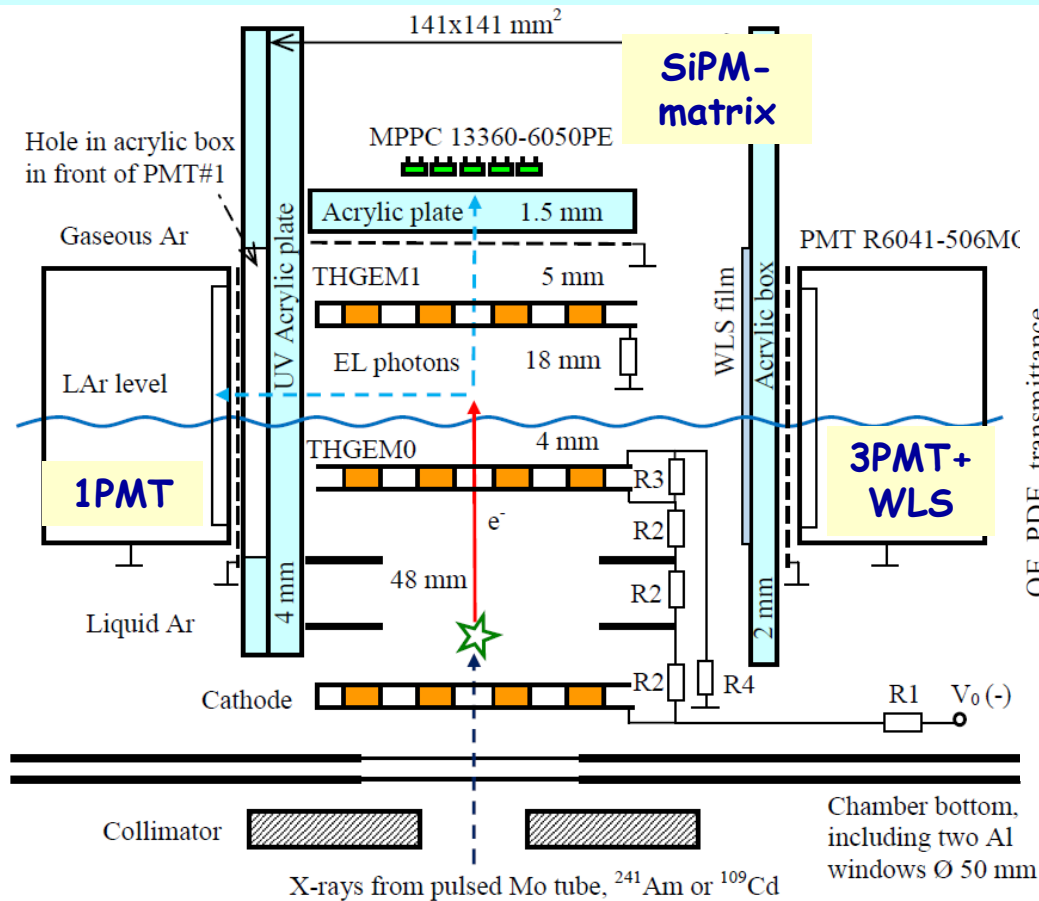 141x141 mm²
SiPM-
matrix
MPPC 13360-6050PE
Hole in acrylic box
in front of PMT#1
Acrylic plate 1.5 mm
Gaseous Ar
UV Acrylic plate
PMT R6041-506MC
THGEM1 5 mm
WLS film
Acrylic box
EL photons 18 mm
LAr level
OF PDE transmittance
THGEM0 4 mm
1PMT
R3
3PMT+
WLS
e⁻
R2
48 mm
4 mm
R2
2 mm
Liquid Ar
R2
R4
Cathode
R1
V₀ (-)
Collimator
Chamber bottom,
including two Al
windows Ø 50 mm
X-rays from pulsed Mo tube, ²⁴¹Am or ¹⁰⁹Cd